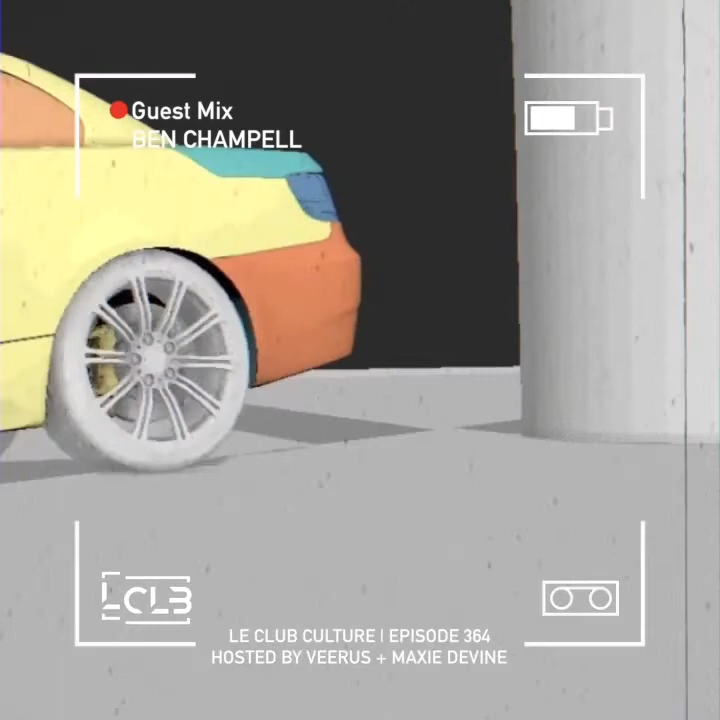 Guest Mix
BEN CHAMPELL
LCLB
LE CLUB CULTURE | EPISODE 364
HOSTED BY VEERUS + MAXIE DEVINE